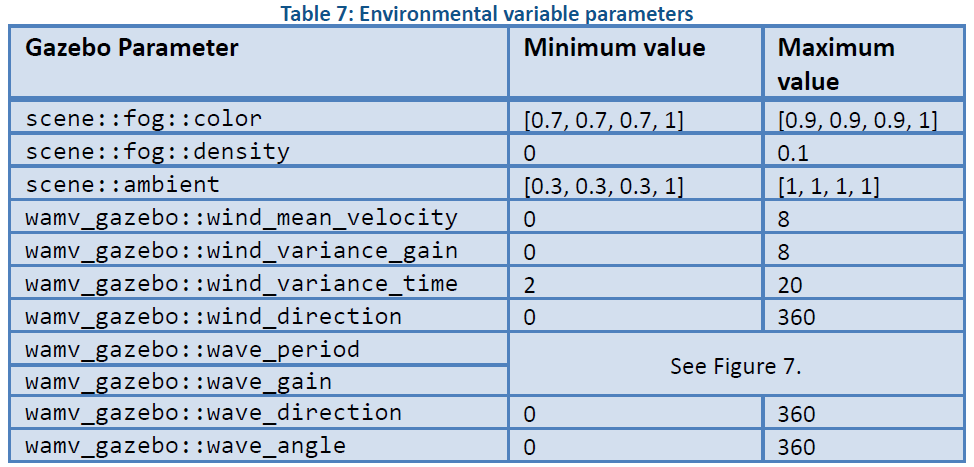 Table 7: Environmental variable parameters
Gazebo Parameter Minimum value Maximum
value
scene::fog::color [0.7, 0.7, 0.7, 1] [0.9, 0.9, 0.9, 1]
scene::fog::density 0 0.1
scene::ambient [0.3, 0.3, 0.3, 1] [1, 1, 1, 1]
wamv_gazebo::wind_mean_velocity 0 8
wamv_gazebo::wind_variance_gain 0 8
wamv_gazebo::wind_variance_time 2 20
wamv_gazebo::wind_direction 0 360
wamv_gazebo::wave_period
See Figure 7.
wamv_gazebo::wave_gain
wamv_gazebo::wave_direction 0 360
wamv_gazebo::wave_angle 0 360